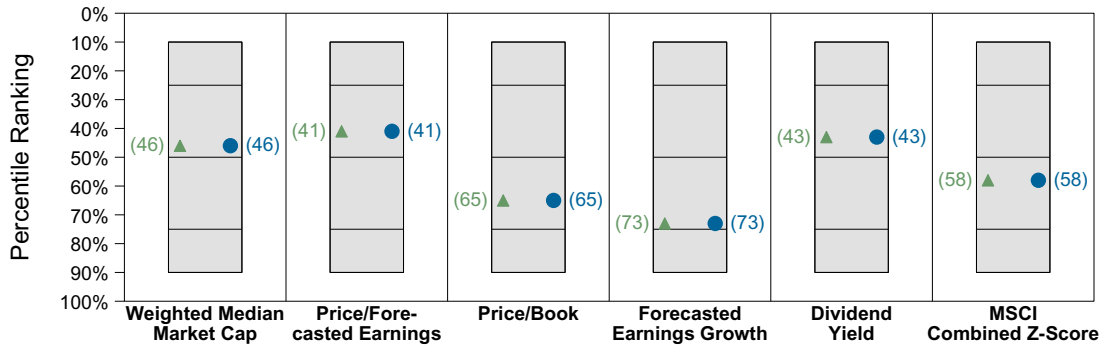 Percentile Ranking
0%
10%
20%
30%
40%
50%
60%
70%
80%
90%
100%
(46) (46)
(41) (41)
(65) (65)
(73) (73)
(43) (43)
(58) (58)
Weighted Median
Market Cap
Price/Fore-
casted Earnings
Price/Book
Forecasted
Earnings Growth
Dividend
Yield
MSCI
Combined Z-Score